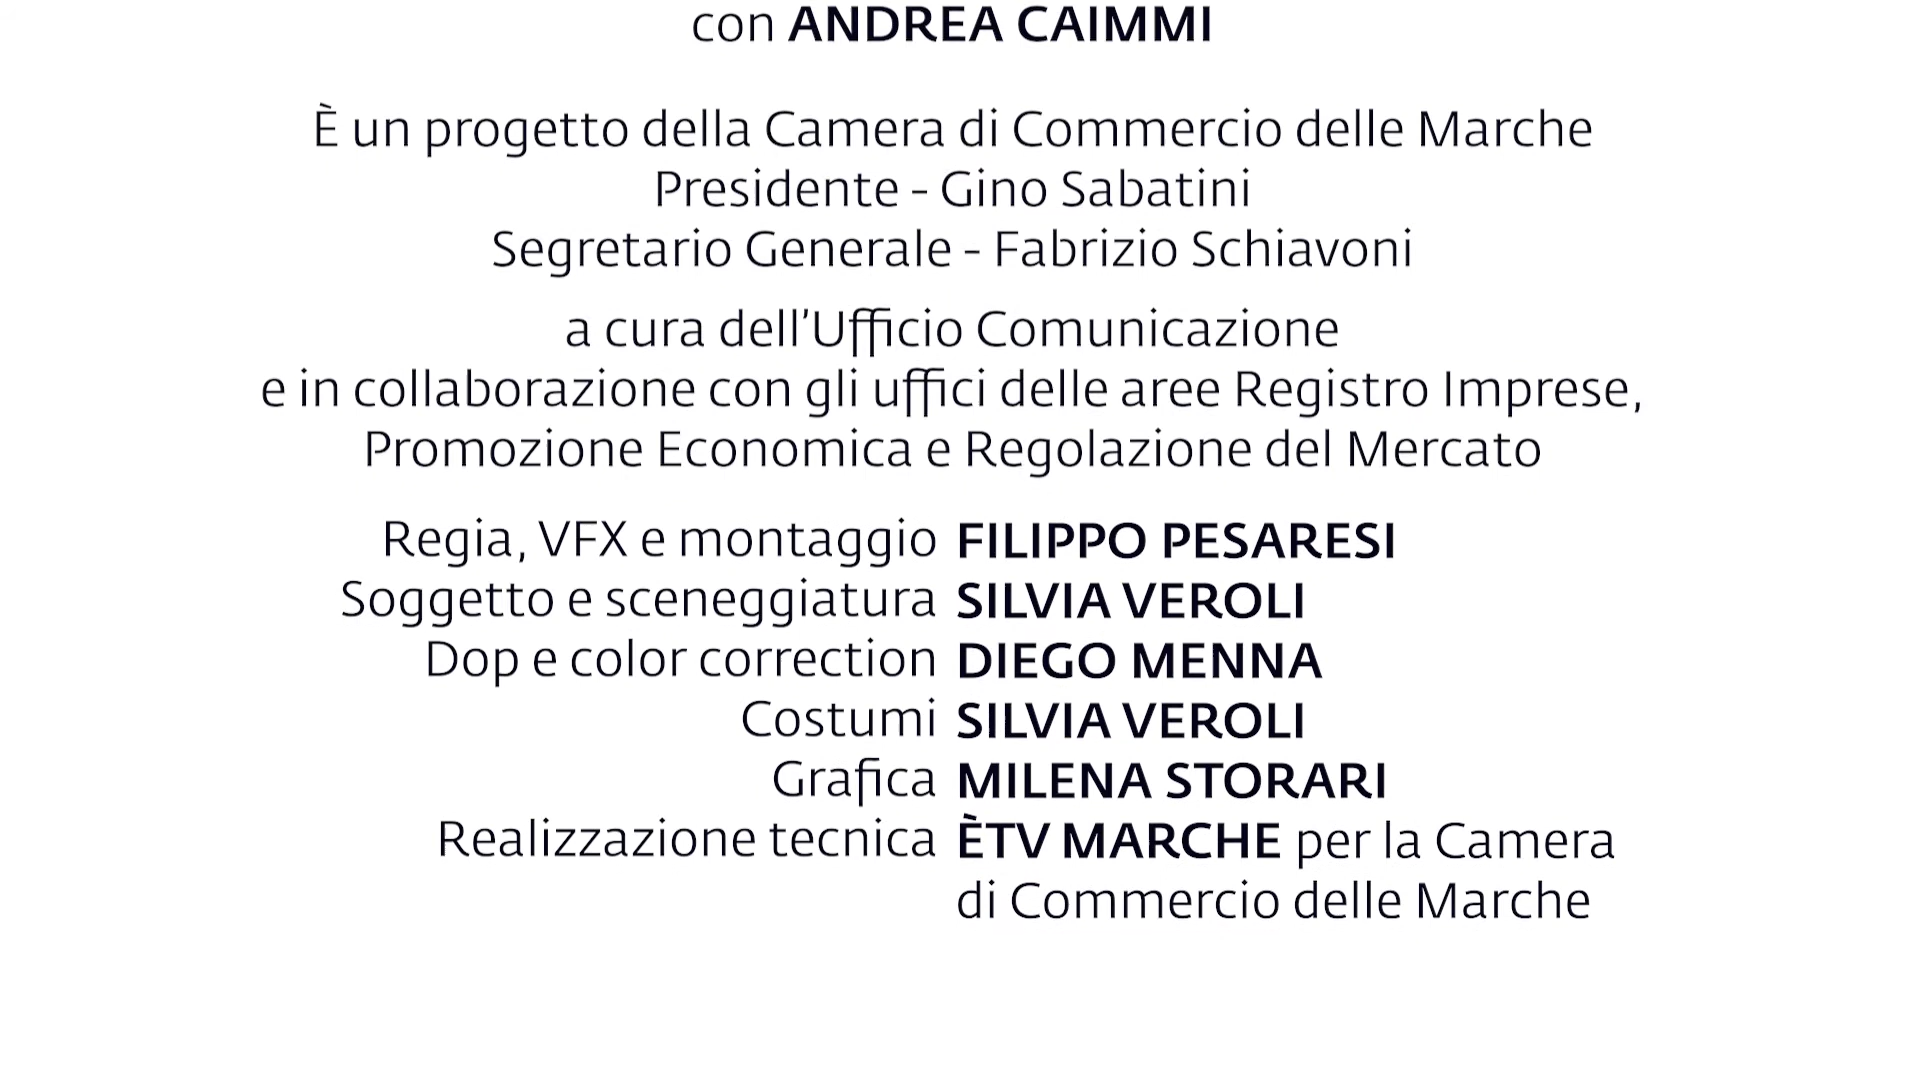 con ANDREA CAIMMI
È un progetto della Camera di Commercio delle Marche
Presidente - Gino Sabatini
Segretario Generale - Fabrizio Schiavoni
a cura dell’Ufficio Comunicazione
e in collaborazione con gli uffici delle aree Registro Imprese,
Promozione Economica e Regolazione del Mercato
Regia, VFX e montaggio FILIPPO PESARESI
Soggetto e sceneggiatura SILVIA VEROLI
Dop e color correction DIEGO MENNA
Costumi SILVIA VEROLI
Grafica MILENA STORARI
Realizzazione tecnica ÈTV MARCHE per la Camera
di Commercio delle Marche